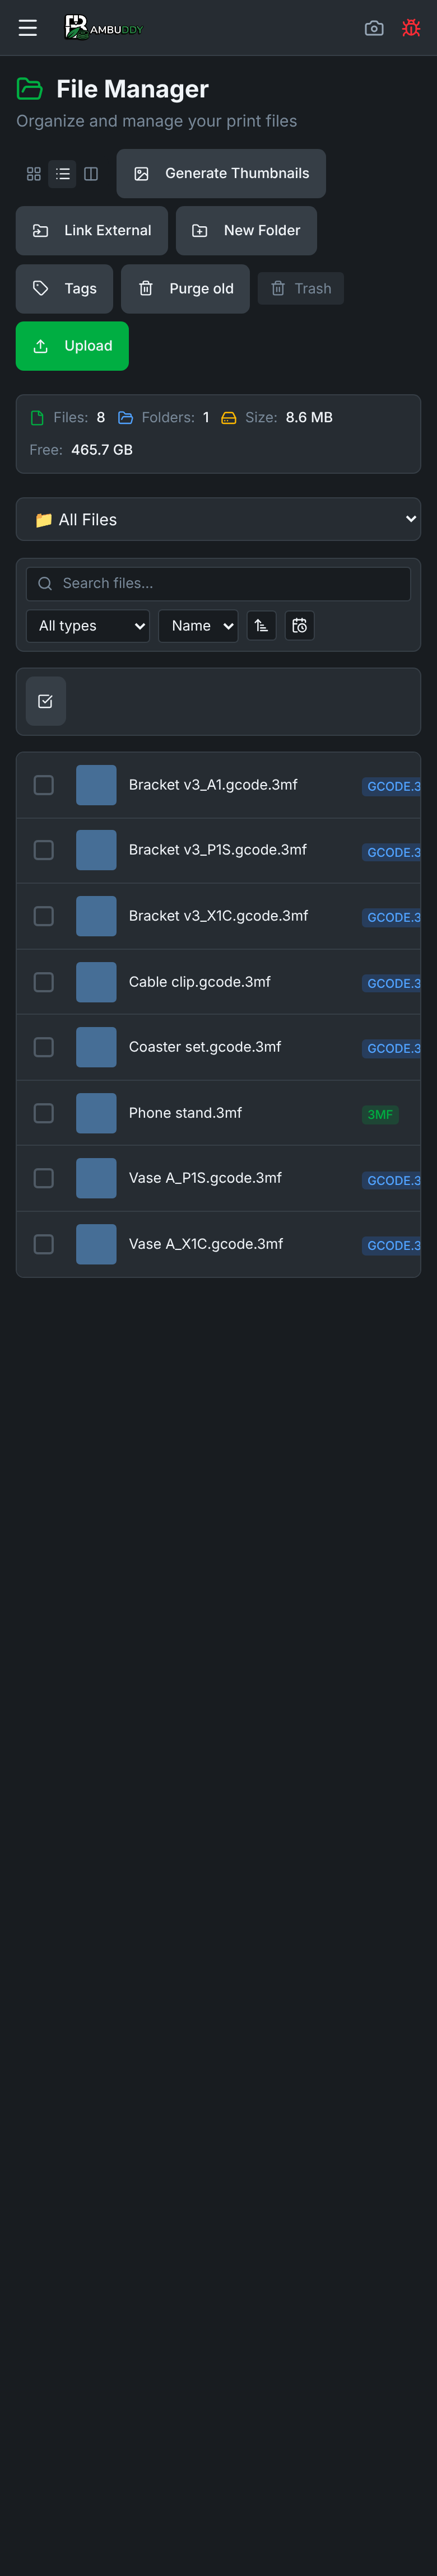 BAMBUDDY
File Manager
Organize and manage your print files
Generate Thumbnails
Link External New Folder
Tags Purge old Trash
Upload
Files: 8 Folders: 1 Size: 8.6 MB
Free: 465.7 GB
All Files
Search files...
All types Name
Bracket v3_A1.gcode.3mf GCODE.3
Bracket v3_P1S.gcode.3mf GCODE.3
Bracket v3_X1C.gcode.3mf GCODE.3
Cable clip.gcode.3mf GCODE.3
Coaster set.gcode.3mf GCODE.3
Phone stand.3mf 3MF
Vase A_P1S.gcode.3mf GCODE.3
Vase A_X1C.gcode.3mf GCODE.3